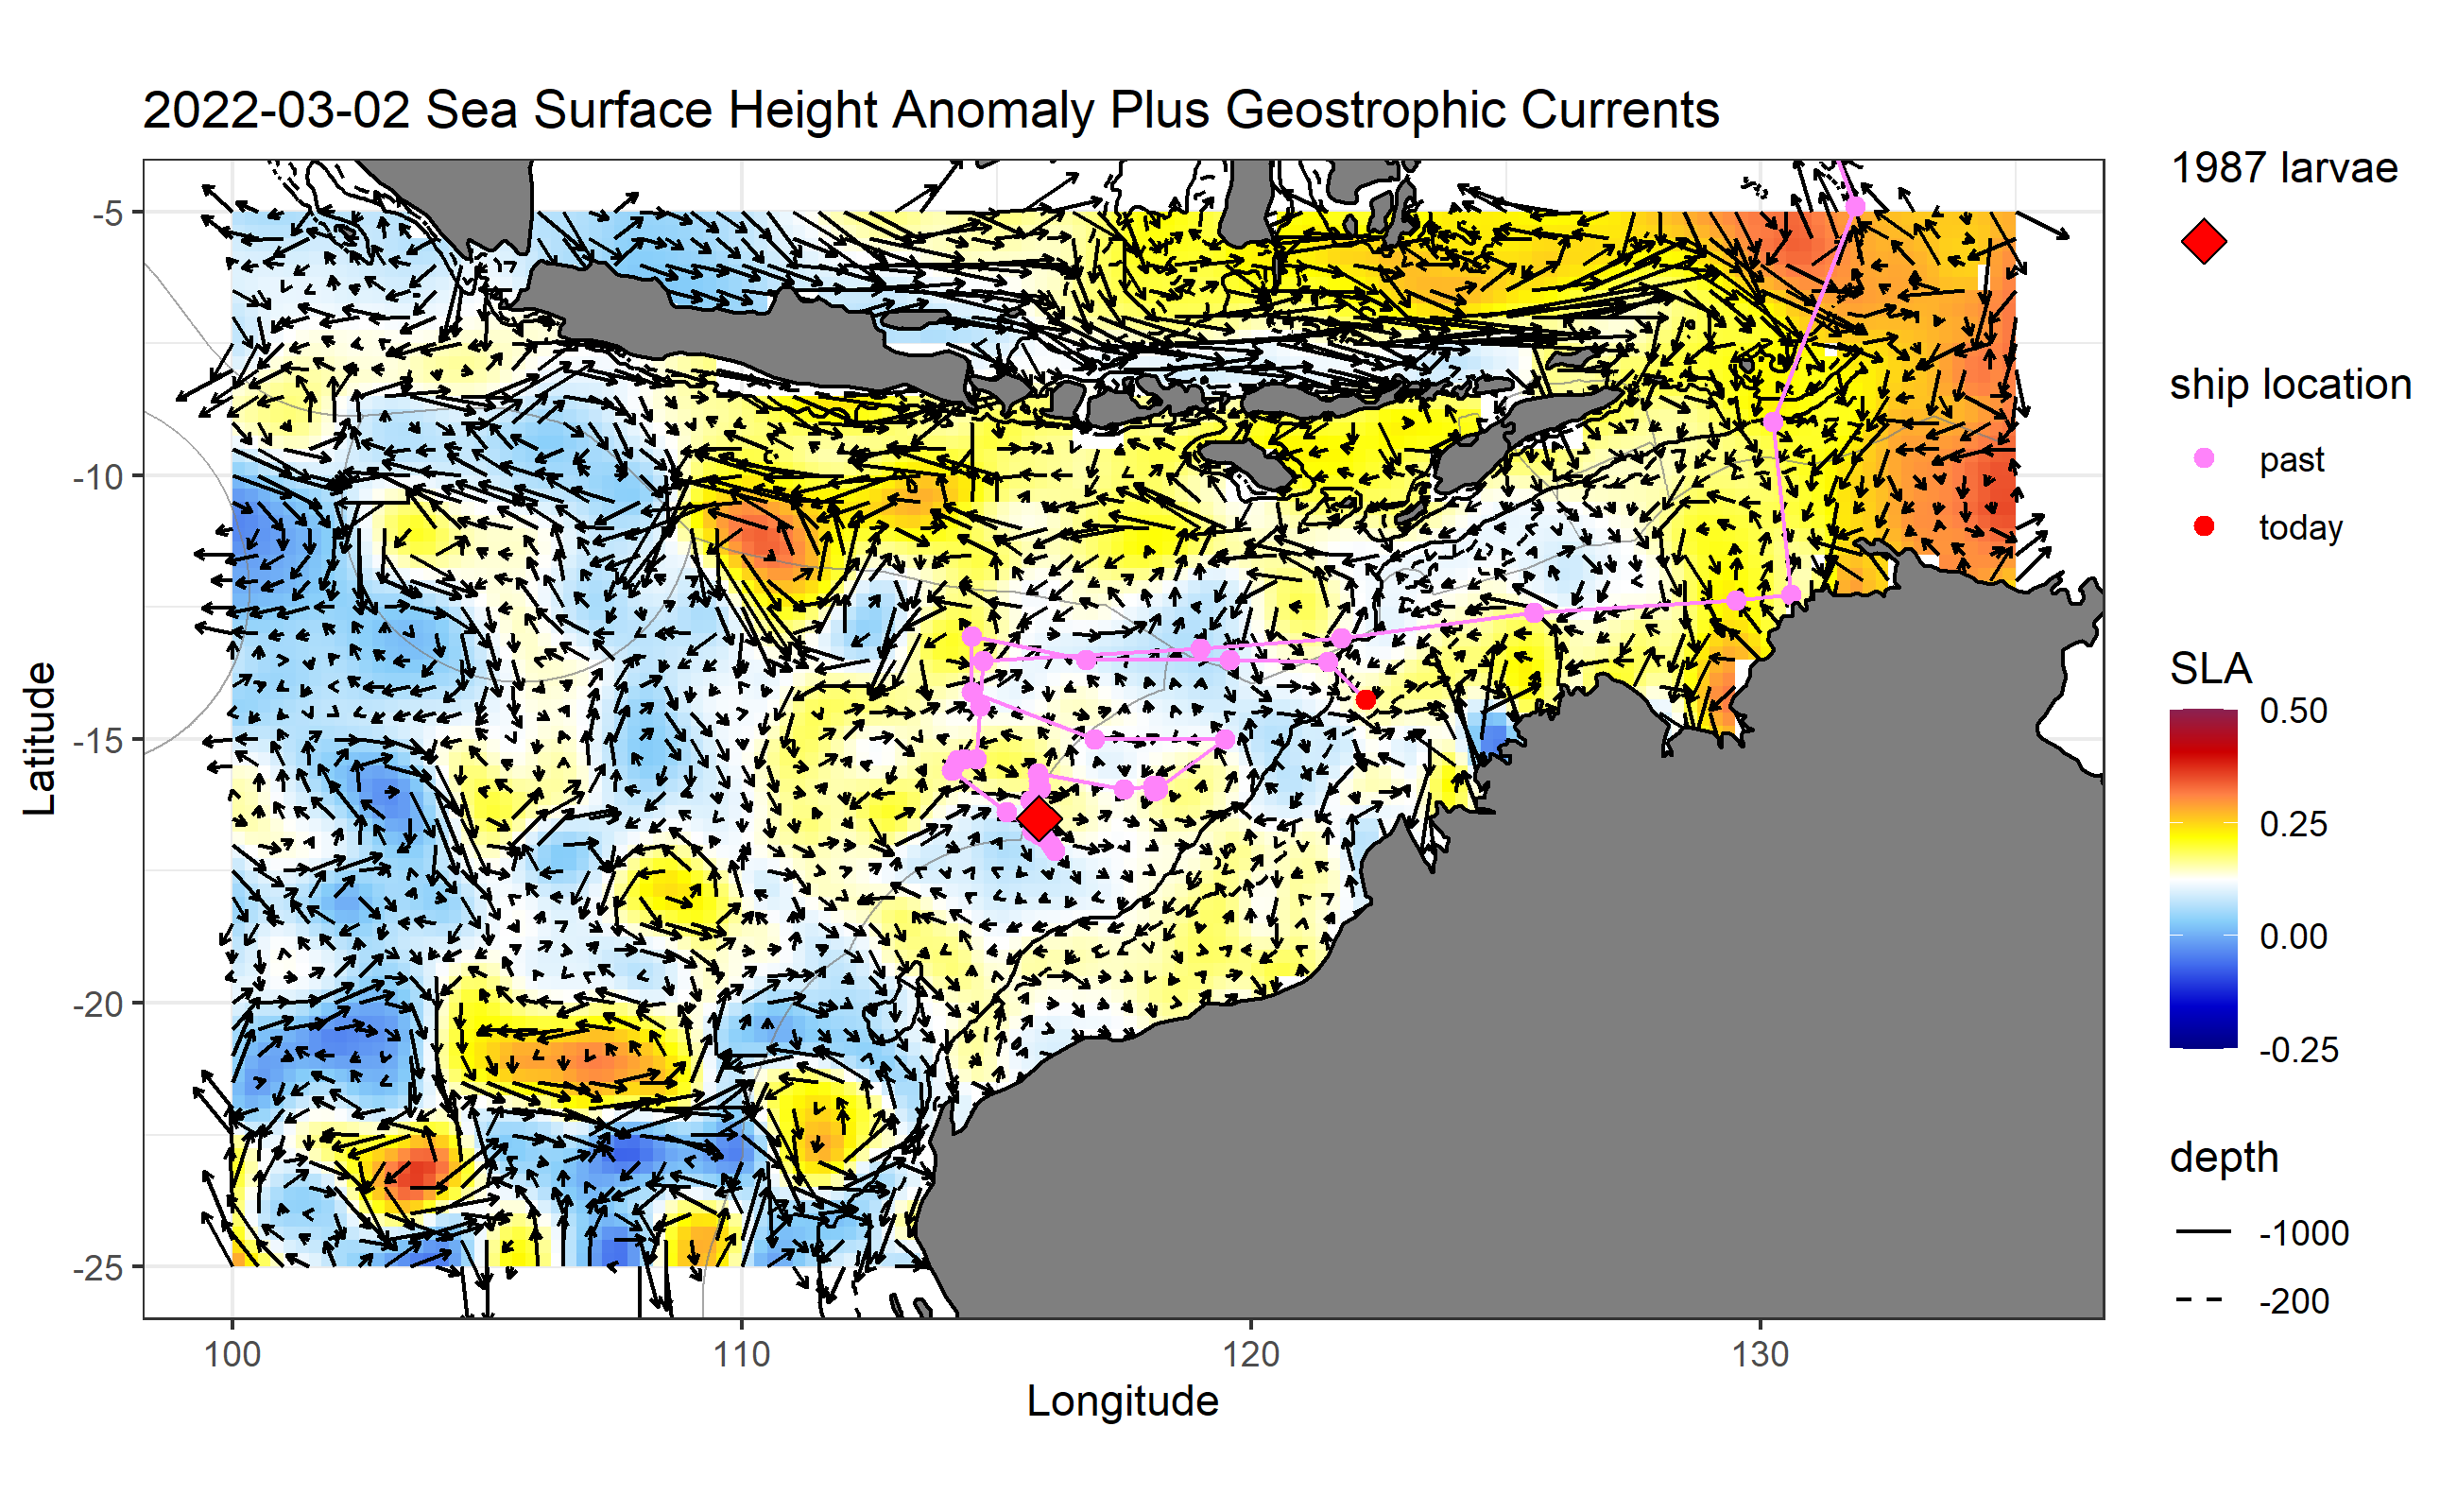 2022-03-02 Sea Surface Height Anomaly Plus Geostrophic Currents
-5
-10
-15
-20
-25
Latitude
100
110
120
130
Longitude
1987 larvae
ship location
past
today
SLA
0.50
0.25
0.00
-0.25
depth
-1000
-200